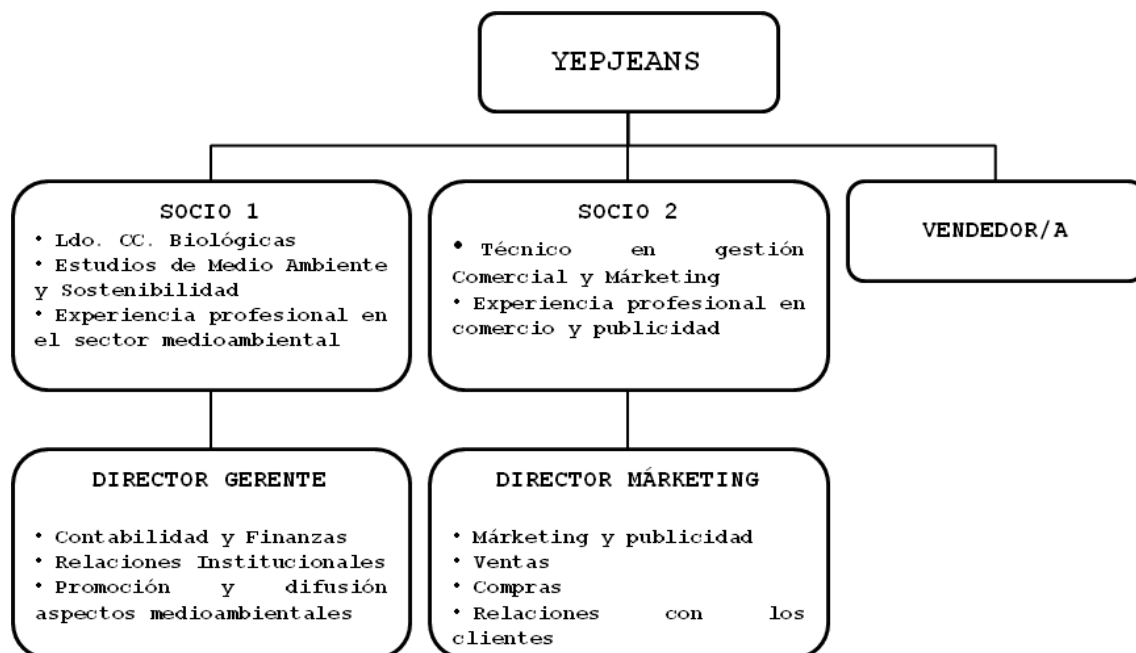 YEPJEANS
SOCIO 1
• Ldo. CC. Biológicas
• Estudios de Medio Ambiente
y Sostenibilidad
• Experiencia profesional en
el sector medioambiental
SOCIO 2
• Técnico en gestión
Comercial y Márketing
• Experiencia profesional en
comercio y publicidad
VENDEDOR/A
DIRECTOR GERENTE
• Contabilidad y Finanzas
• Relaciones Institucionales
• Promoción y difusión
aspectos medioambientales
DIRECTOR MÁRKETING
• Márketing y publicidad
• Ventas
• Compras
• Relaciones con los
clientes